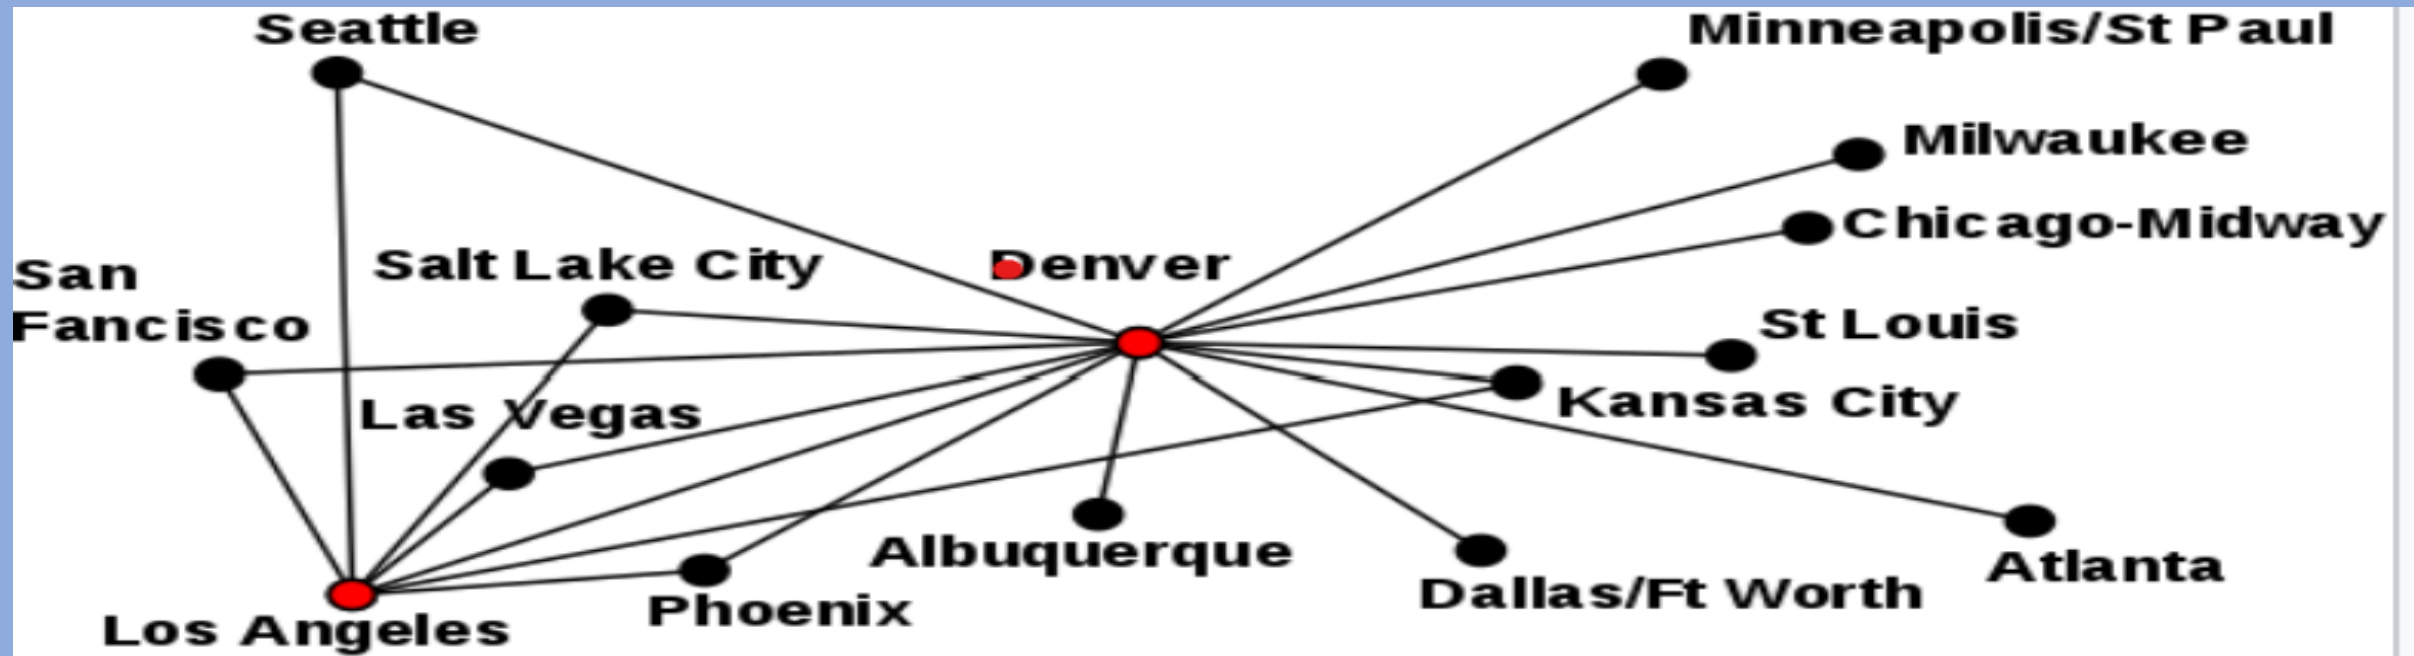 Seattle
Minneapolis/St Paul
Milwaukee
Chicago-Midway
San
Fancisco
Salt Lake City
Denver
St Louis
Kansas City
Las Vegas
Albuquerque
Atlanta
Dallas/Ft Worth
Phoenix
Los Angeles